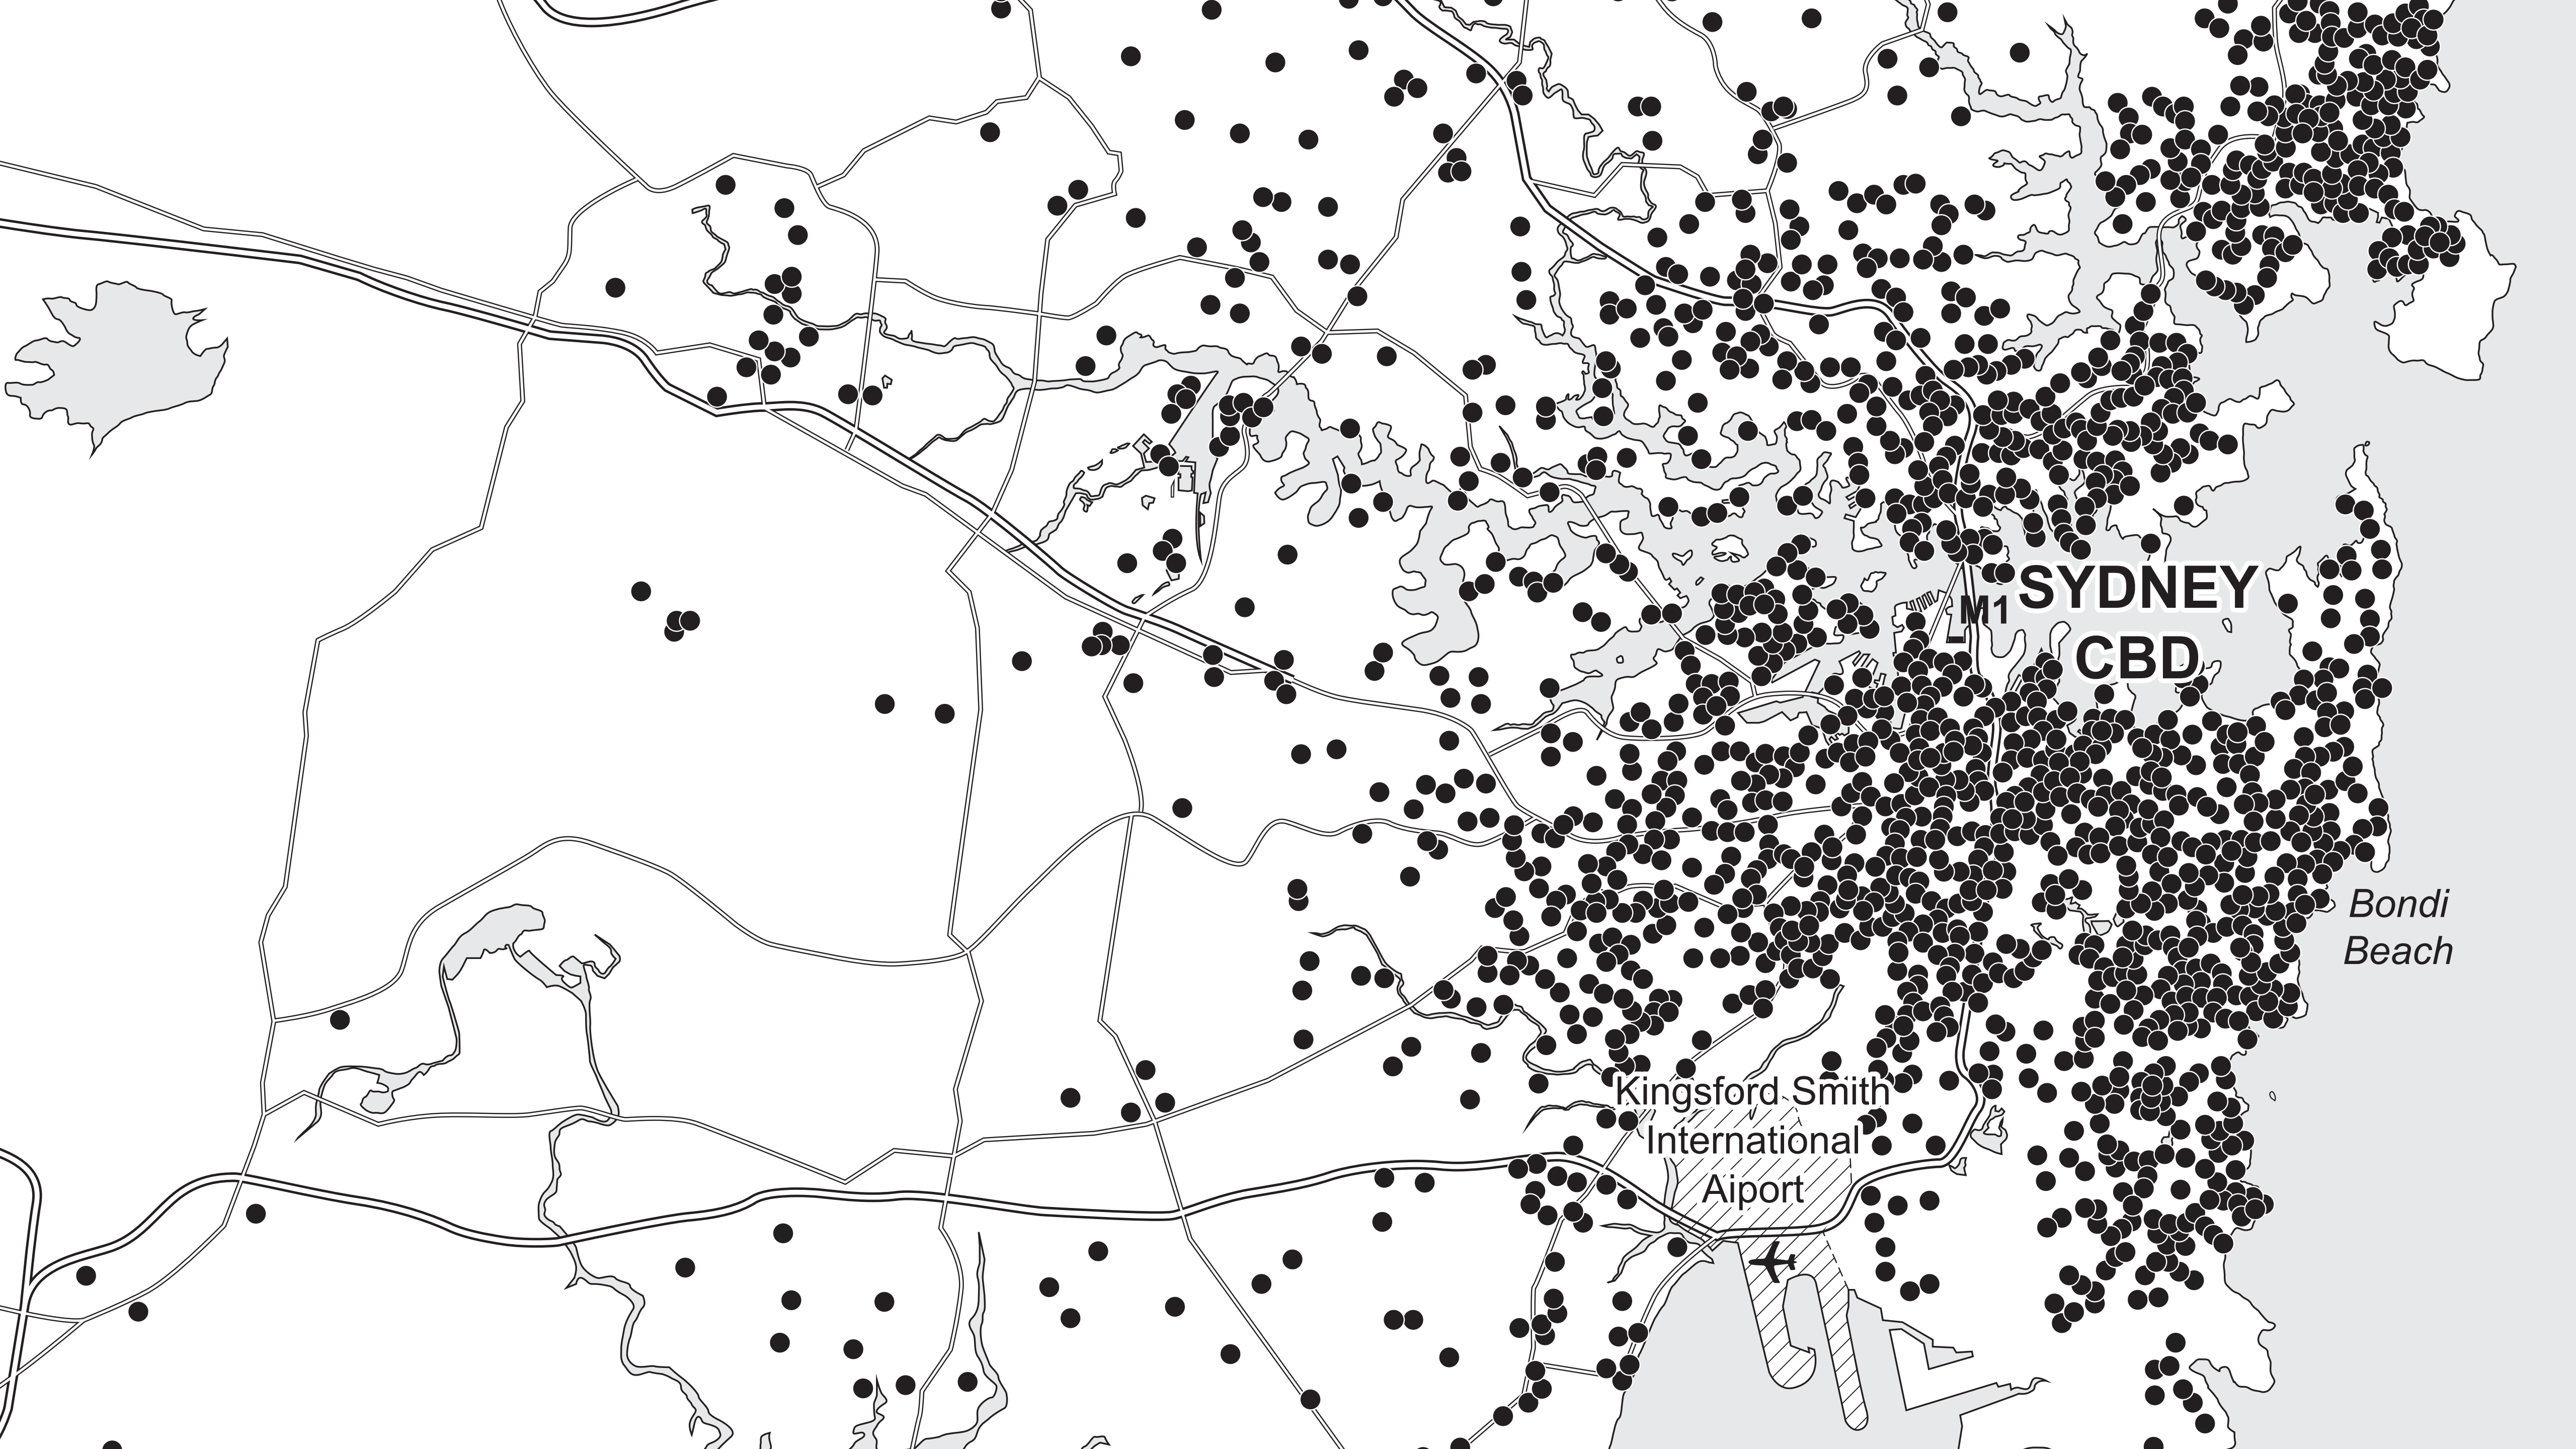 M1
SYDNEY
CBD
Bondi
Beach
Kingsford Smith
International
Aiport